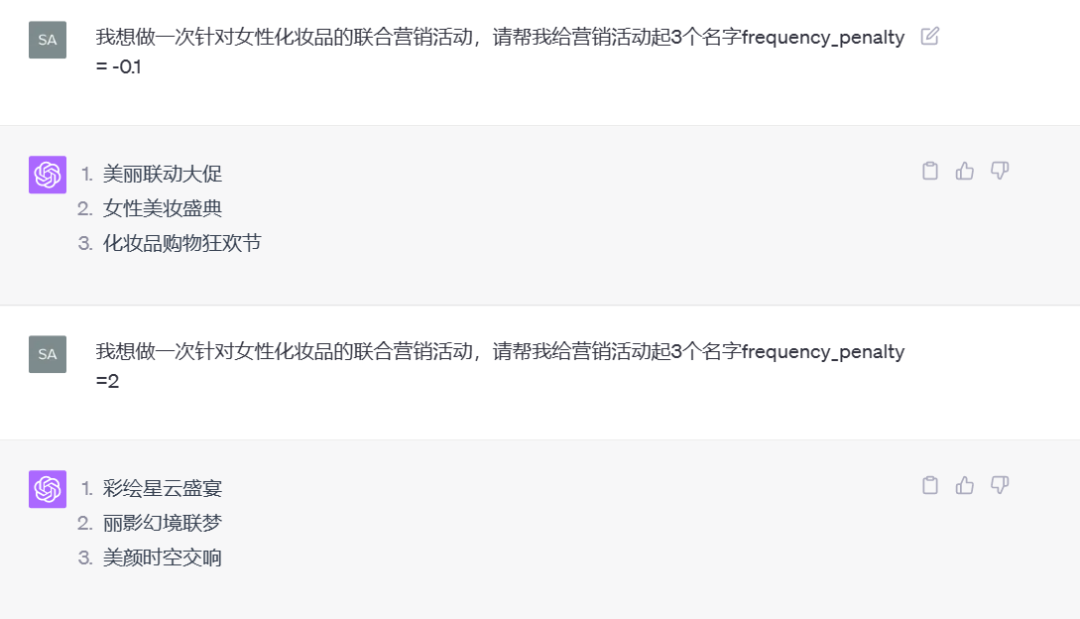 SA
我想做一次针对女性化妆品的联合营销活动，请帮我给营销活动起3个名字frequency_penalty
= -0.1
1. 美丽联动大促
2. 女性美妆盛典
3. 化妆品购物狂欢节
SA
我想做一次针对女性化妆品的联合营销活动，请帮我给营销活动起3个名字frequency_penalty
=2
1. 彩绘星云盛宴
2. 丽影幻境联梦
3. 美颜时空交响